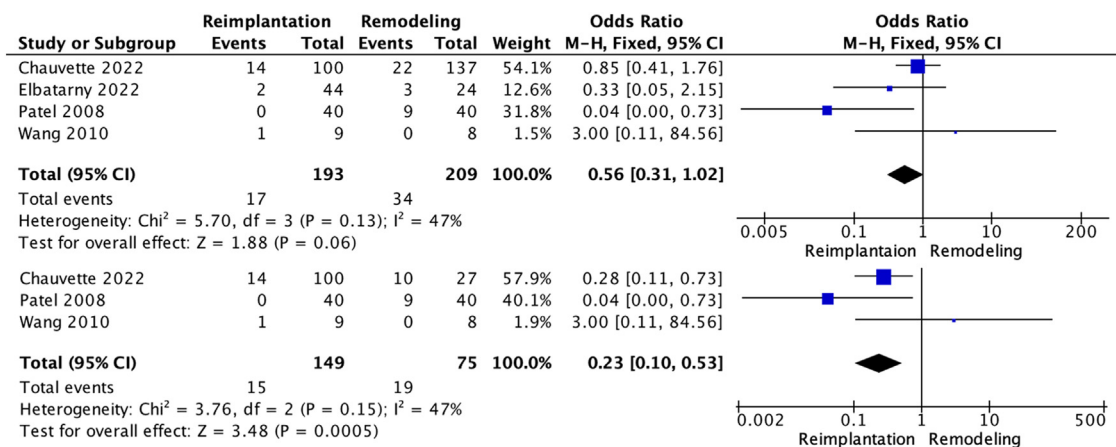 Reimplantation Remodeling Odds Ratio Odds Ratio
Study or Subgroup Events Total Events Total Weight M-H, Fixed, 95% CI M-H, Fixed, 95% CI
Chauvette 2022 14 100 22 137 54.1% 0.85 [0.41, 1.76]
Elbatarny 2022 2 44 3 24 12.6% 0.33 [0.05, 2.15]
Patel 2008 0 40 9 40 31.8% 0.04 [0.00, 0.73]
Wang 2010 1 9 0 8 1.5% 3.00 [0.11, 84.56]
Total (95% CI) 193 209 100.0% 0.56 [0.31, 1.02]
Total events 17 34
Heterogeneity: Chi² = 5.70, df = 3 (P = 0.13); I² = 47%
Test for overall effect: Z = 1.88 (P = 0.06)
0.005 0.1 1 10 200
Reimplantaion Remodeling
Chauvette 2022 14 100 10 27 57.9% 0.28 [0.11, 0.73]
Patel 2008 0 40 9 40 40.1% 0.04 [0.00, 0.73]
Wang 2010 1 9 0 8 1.9% 3.00 [0.11, 84.56]
Total (95% CI) 149 75 100.0% 0.23 [0.10, 0.53]
Total events 15 19
Heterogeneity: Chi² = 3.76, df = 2 (P = 0.15); I² = 47%
Test for overall effect: Z = 3.48 (P = 0.0005)
0.002 0.1 1 10 500
Reimplantation Remodeling